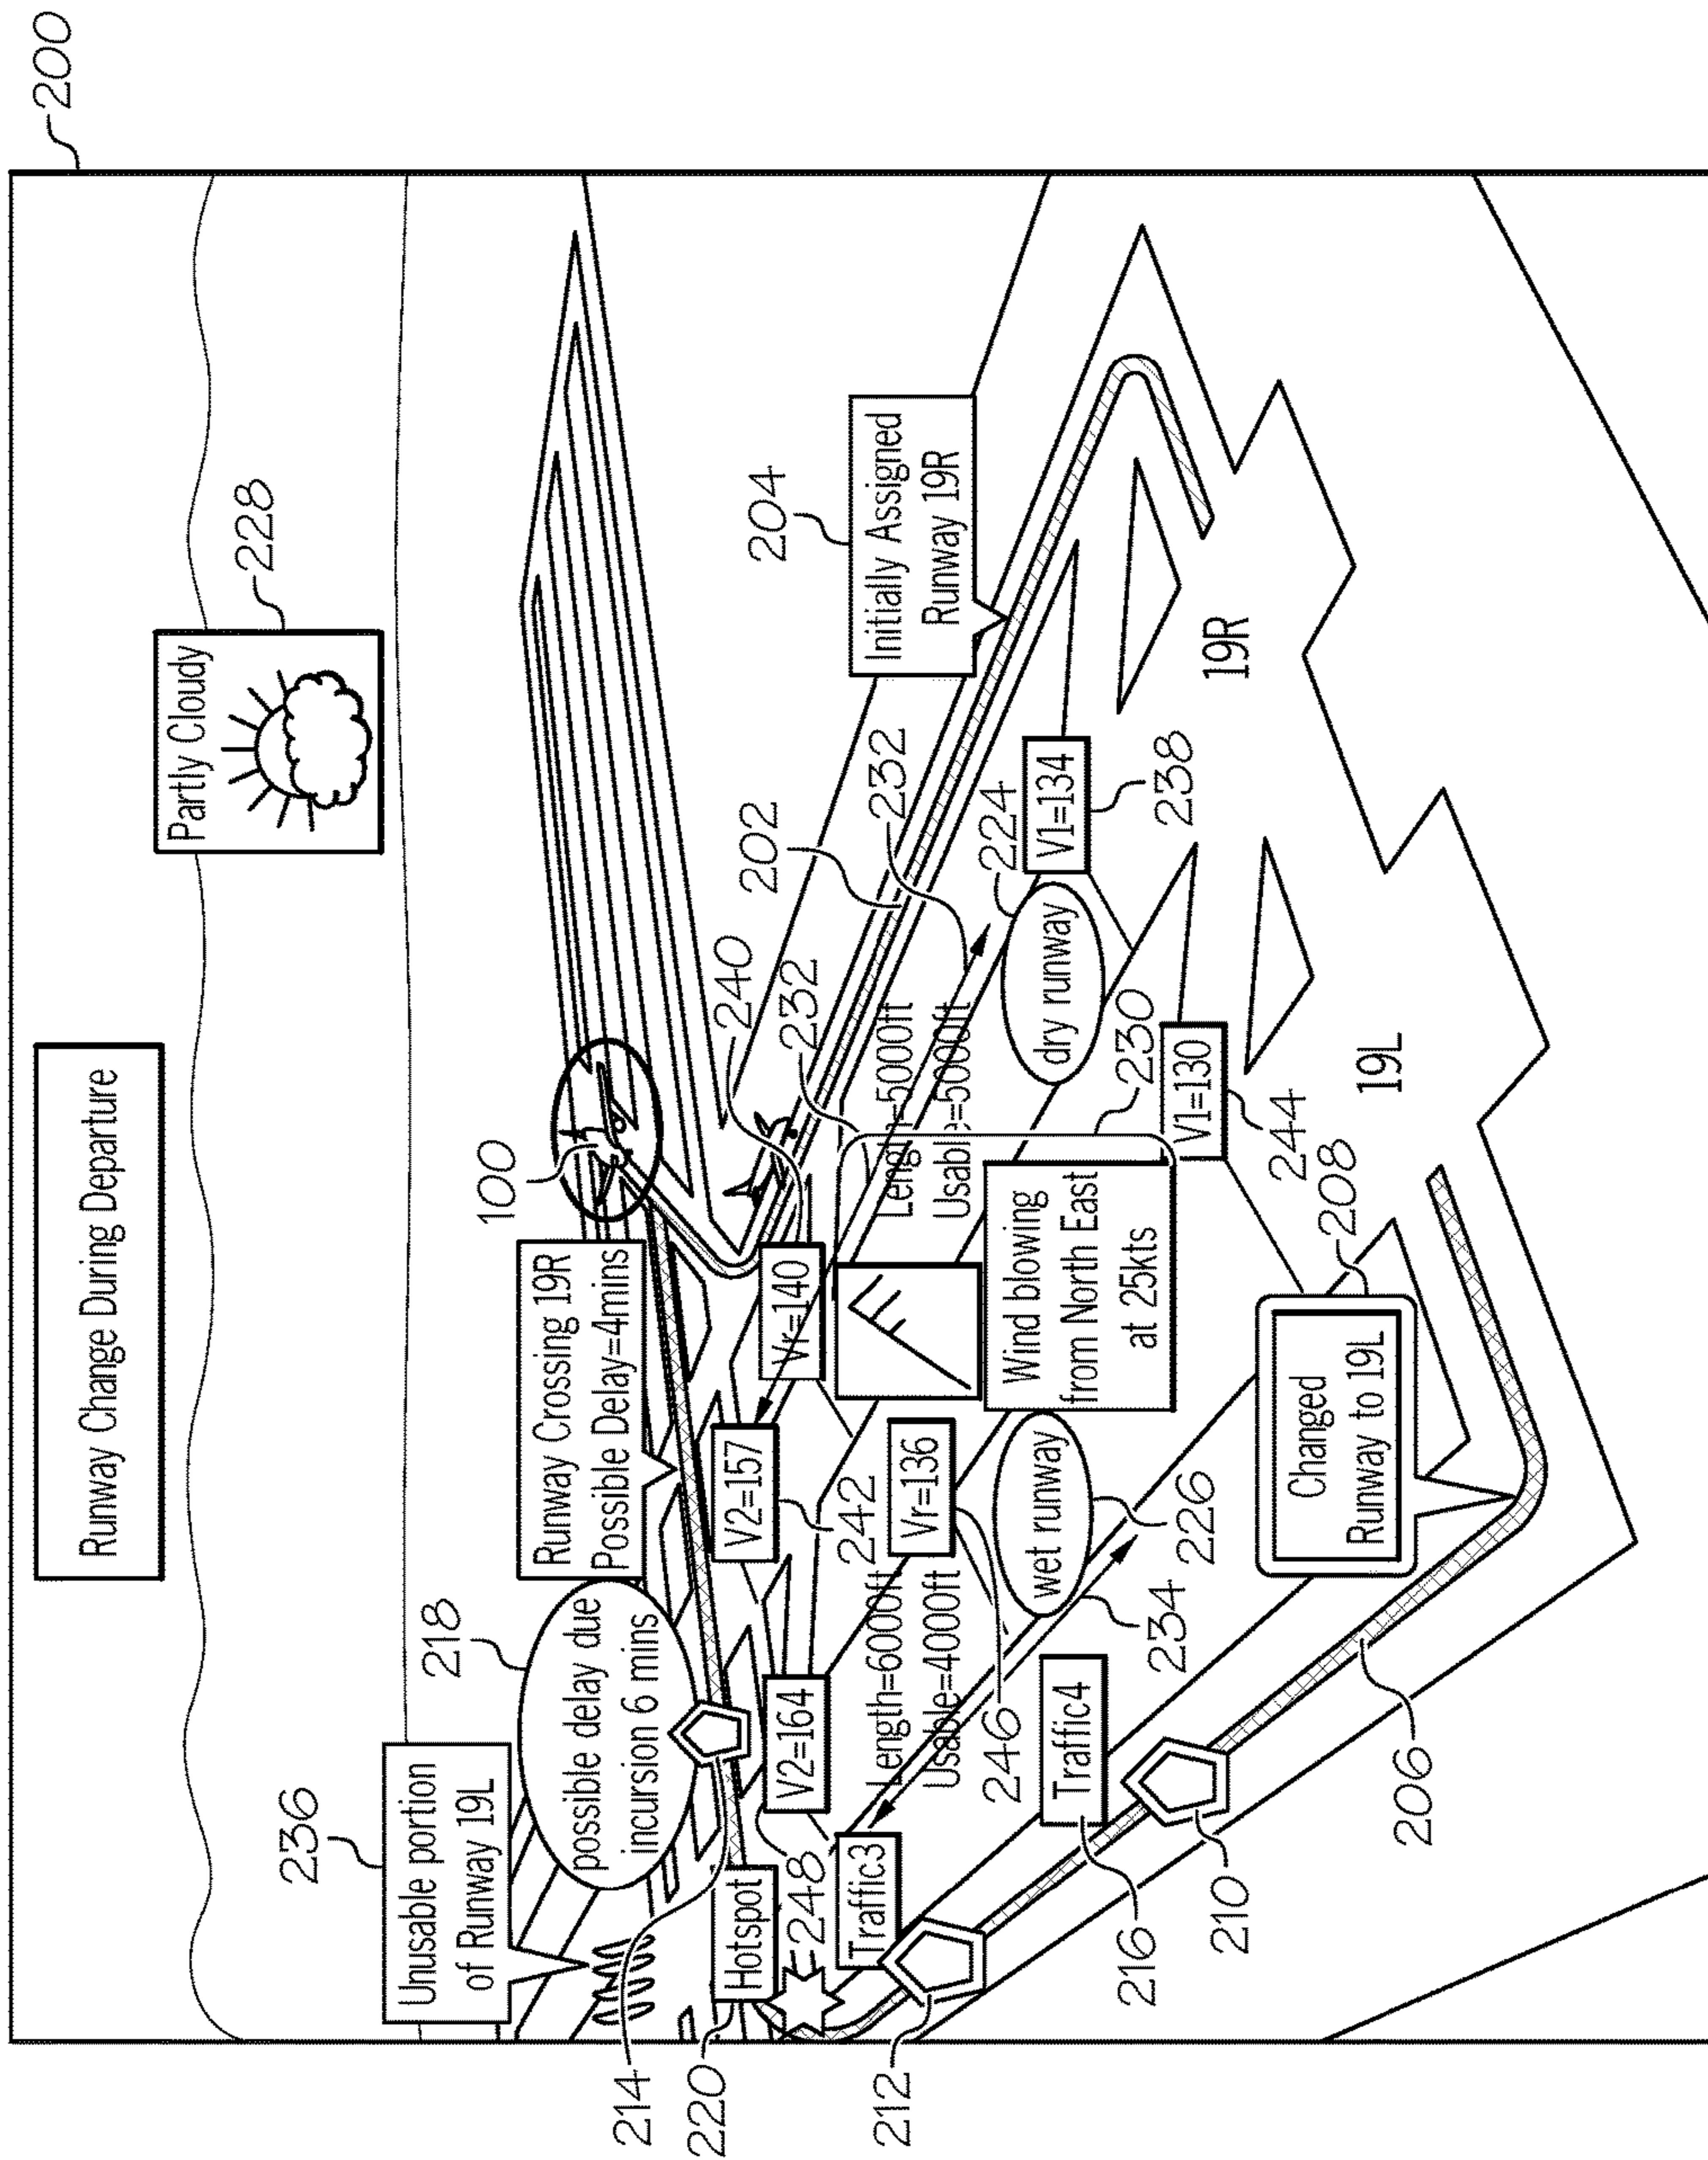 200
Runway Change During Departure
Partly Cloudy
228
236
Unusable portion
of Runway 19L
218
possible delay due
incursion 6 mins
Runway Crossing 19R
Possible Delay=4mins
100
214
220
Hotspot
V2=164
V2=157
Vr=140
240
202
204
Initially Assigned
Runway 19R
212
248
Traffic3
Length=6000ft
Usable=4000ft
242
Vr=136
232
Length=5000ft
Usable=5000ft
232
224
dry runway
V1=134
238
246
wet runway
Wind blowing
from North East
at 25kts
230
216
Traffic4
234
226
V1=130
244
19R
210
208
Changed
Runway to 19L
19L
206